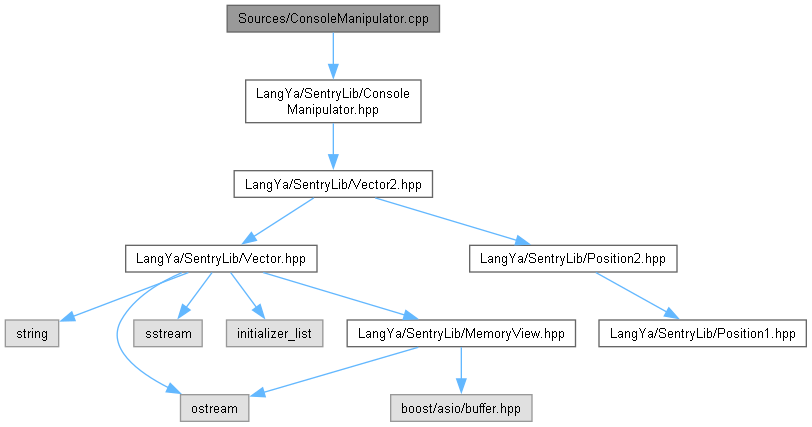 Sources/ConsoleManipulator.cpp
LangYa/SentryLib/Console
Manipulator.hpp
LangYa/SentryLib/Vector2.hpp
LangYa/SentryLib/Vector.hpp
LangYa/SentryLib/Position2.hpp
string
sstream
initializer_list
LangYa/SentryLib/MemoryView.hpp
LangYa/SentryLib/Position1.hpp
ostream
boost/asio/buffer.hpp